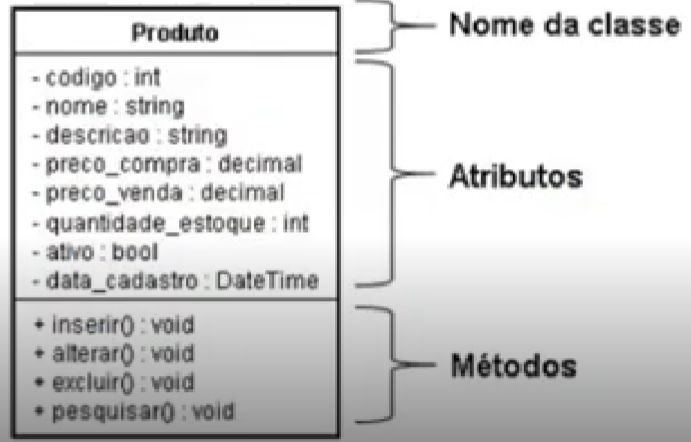 Produto
Nome da classe
- codigo : int
- nome : string
- descricao : string
- preco_compra : decimal
- preco_venda : decimal
- quantidade_estoque : int
- ativo : bool
- data_cadastro : DateTime
Atributos
+ inserir() : void
+ alterar() : void
+ excluir() : void
+ pesquisar() : void
Métodos